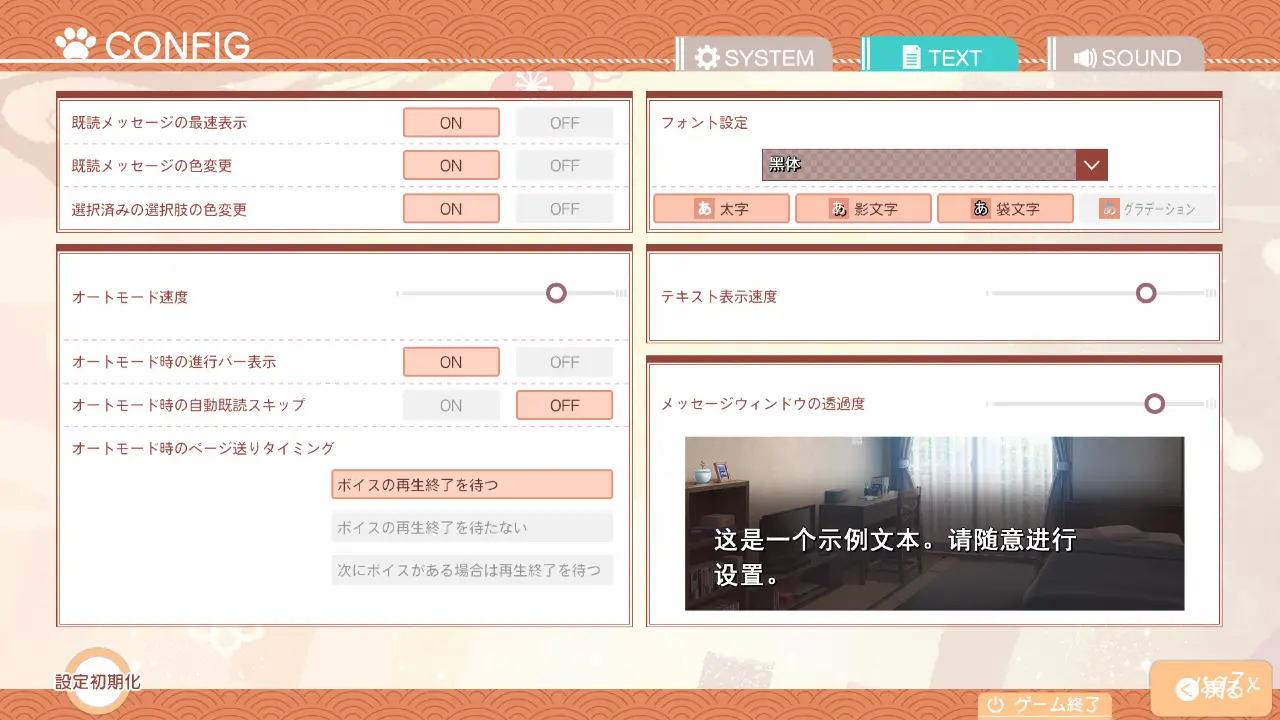 CONFIG
SYSTEM
TEXT
SOUND
既読メッセージの最速表示
ON
OFF
既読メッセージの色変更
ON
OFF
選択済みの選択肢の色変更
ON
OFF
オートモード速度
オートモード時の進行バー表示
ON
OFF
オートモード時の自動既読スキップ
ON
OFF
オートモード時のページ送りタイミング
ボイスの再生終了を待つ
ボイスの再生終了を待たない
次にボイスがある場合は再生終了を待つ
フォント設定
黑体
あ 太字
あ 影文字
あ 袋文字
あ グラデーション
テキスト表示速度
メッセージウィンドウの透過度
这是一个示例文本。请随意进行
设置。
設定初期化
ゲーム終了
戻る